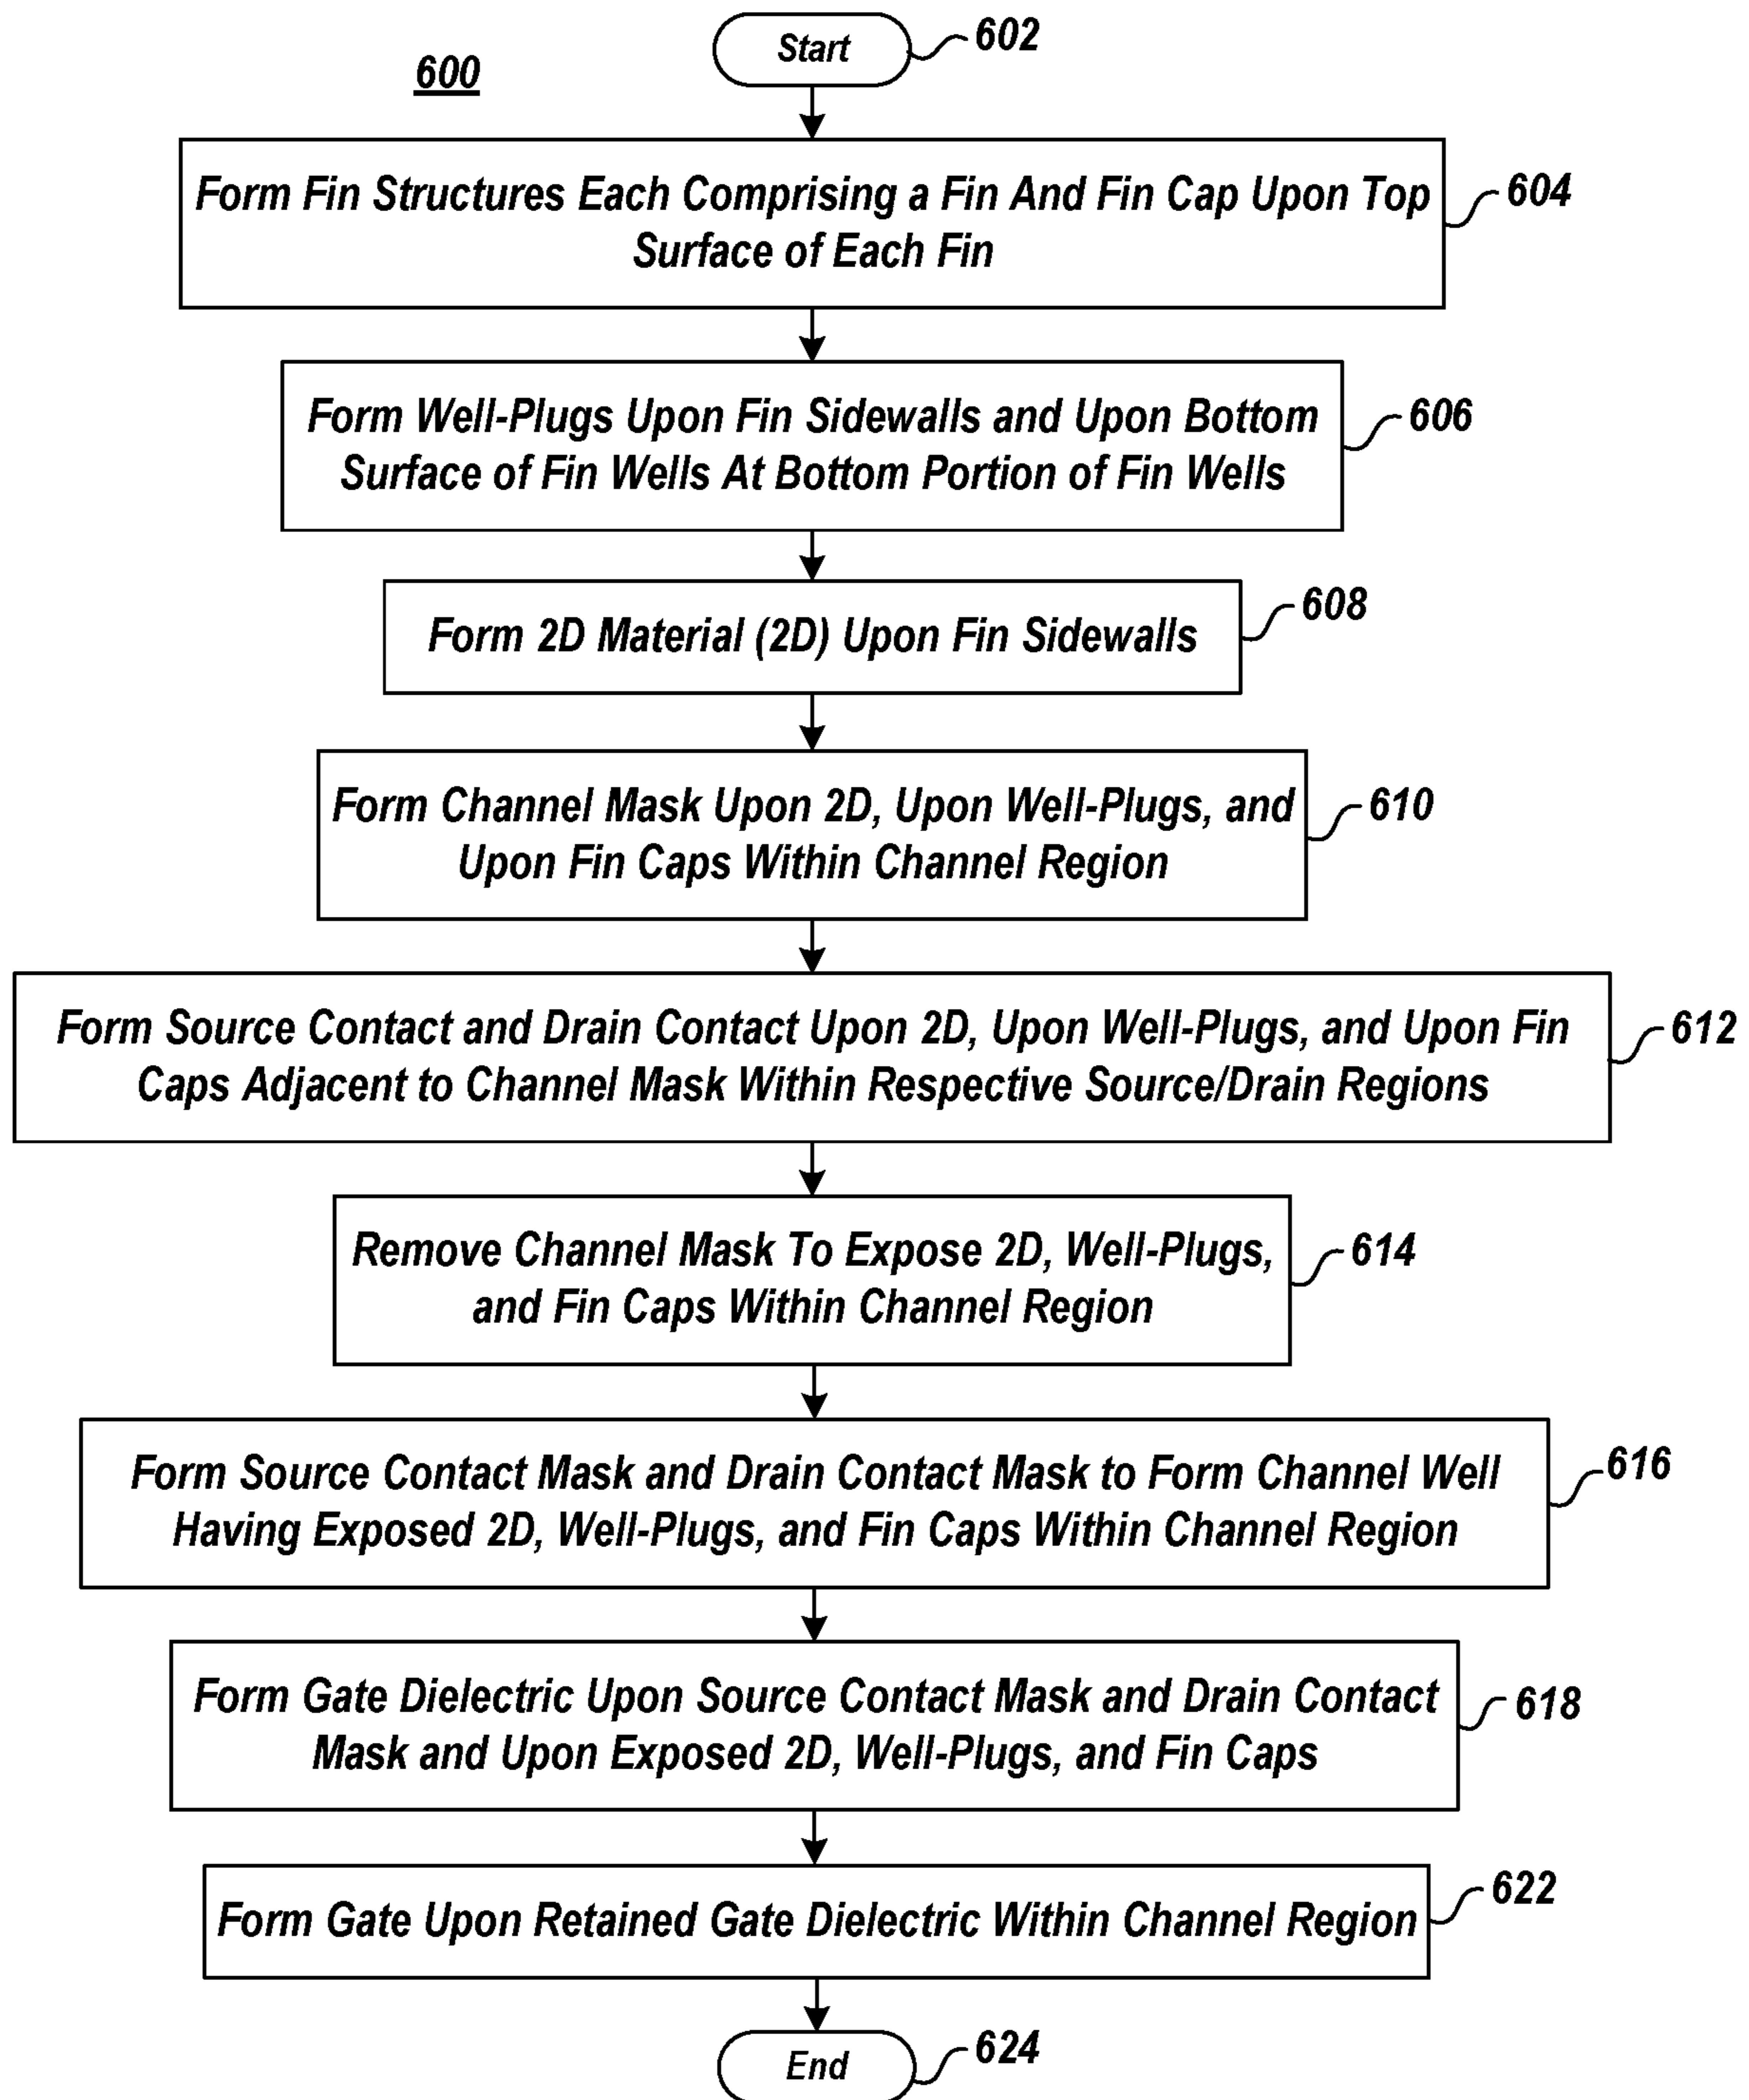 Start
602
600
Form Fin Structures Each Comprising a Fin And Fin Cap Upon Top
Surface of Each Fin
604
Form Well-Plugs Upon Fin Sidewalls and Upon Bottom
Surface of Fin Wells At Bottom Portion of Fin Wells
606
Form 2D Material (2D) Upon Fin Sidewalls
608
Form Channel Mask Upon 2D, Upon Well-Plugs, and
Upon Fin Caps Within Channel Region
610
Form Source Contact and Drain Contact Upon 2D, Upon Well-Plugs, and Upon Fin
Caps Adjacent to Channel Mask Within Respective Source/Drain Regions
612
Remove Channel Mask To Expose 2D, Well-Plugs,
and Fin Caps Within Channel Region
614
Form Source Contact Mask and Drain Contact Mask to Form Channel Well
Having Exposed 2D, Well-Plugs, and Fin Caps Within Channel Region
616
Form Gate Dielectric Upon Source Contact Mask and Drain Contact
Mask and Upon Exposed 2D, Well-Plugs, and Fin Caps
618
Form Gate Upon Retained Gate Dielectric Within Channel Region
622
End
624